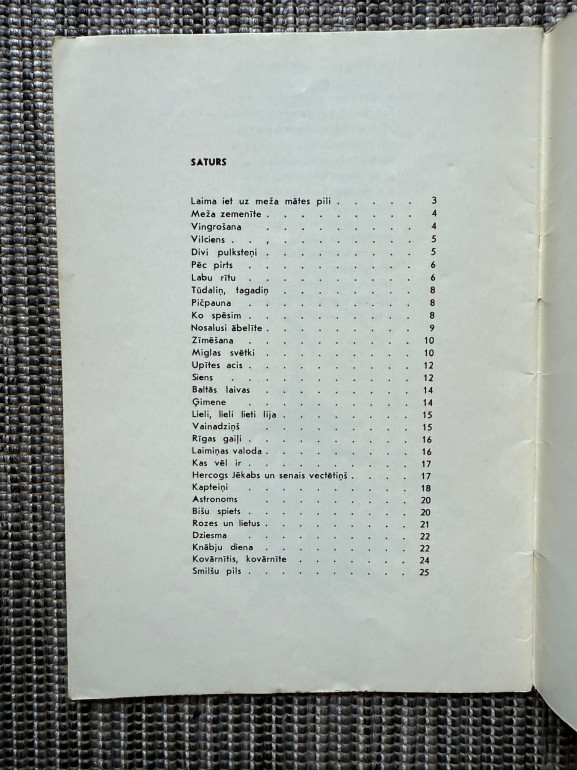 SATURS
Laima iet uz meža mātes pili . . . . . 3
Meža zemenīte . . . . . . . . . 4
Vingrošana . . . . . . . . . 4
Vilciens . . , . . . . . . . . 5
Divi pulksteņi . . . . . . . . . 5
Pēc pirts . . . . . . . . . 6
Labu rītu . . . . . . . . . 6
Tūdaliņ, tagadiņ . . . . . . . . 8
Pičpauna . . . . . . . . . 8
Ko spēsim . . . . . . . . . 8
Nosalusi ābelīte . . . . . . . . . 9
Zīmēšana . . . . . . . . . 10
Miglas svētki . . . . . . . . . 10
Upītes acis . . . . . . . . . 12
Siens . . . . . . . . . . 12
Baltās laivas . . . . . . . . . 14
Ģimene . . . . . . . . . 14
Lieli, lieli lieti lija . . . . . . . 15
Vainadziņš . . . . . . . . . 15
Rīgas gaiļi . . . . . . . . . 16
Laimiņas valoda . . . . . . . . 16
Kas vēl ir . . . . . . . . . 17
Hercogs Jēkabs un senais vectētiņš . . . . 17
Kapteiņi . . . . . . . . . 18
Astronoms . . . . . . . . . 20
Bišu spiets . . . . . . . . . 20
Rozes un lietus . . . . . . . . 21
Dziesma . . . . . . . . . 22
Knābju diena . . . . . . . . . 22
Kovārnītis, kovārnīte . . . . . . . 24
Smilšu pils . . . . . . . . . 25